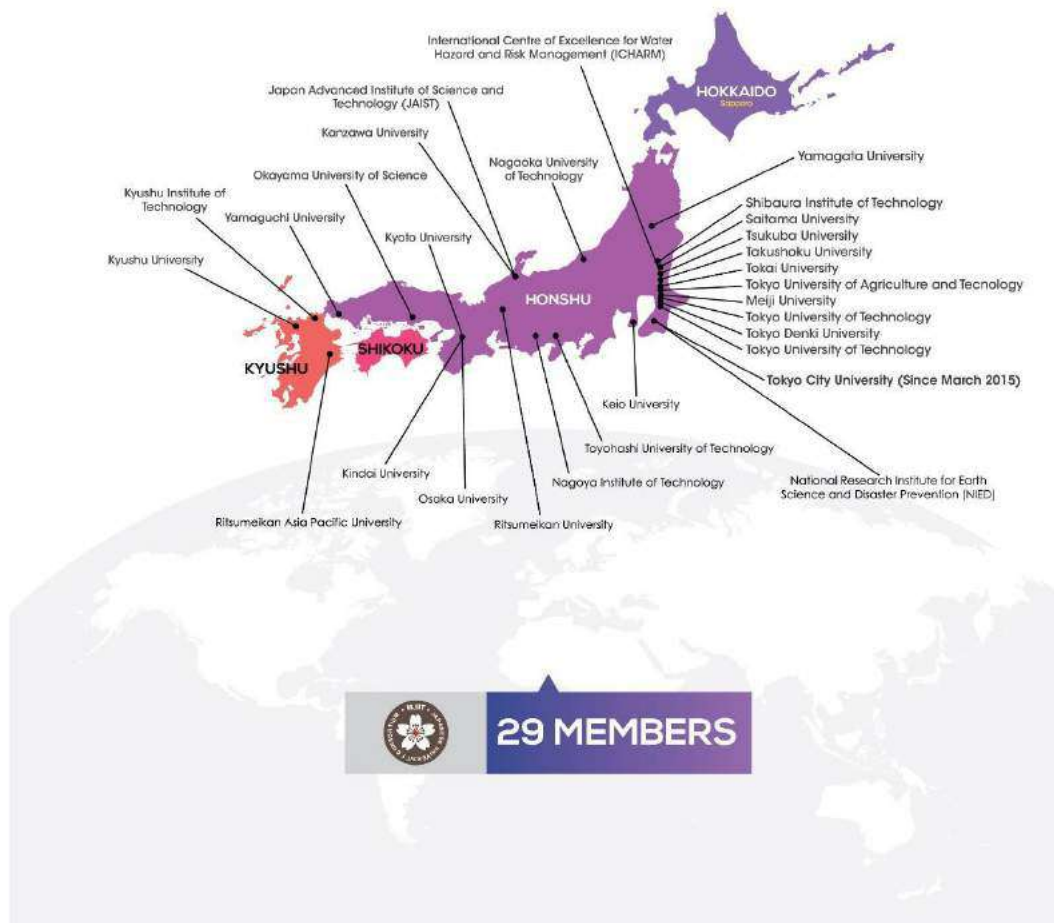 International Centre of Excellence for Water
Hazard and Risk Management (ICHARM)
HOKKAIDO
Sapporo
Japan Advanced Institute of Science and
Technology (JAIST)
Kanzawa University
Nagaoka University
of Technology
Yamagata University
Okayama University of Science
Kyushu Institute of
Technology
Yamaguchi University
Kyoto University
Kyushu University
Shibaura Institute of Technology
Saitama University
Tsukuba University
Takushoku University
Tokai University
Tokyo University of Agriculture and Tecnology
Meiji University
Tokyo University of Technology
Tokyo Denki University
Tokyo University of Technology
Tokyo City University (Since March 2015)
HONSHU
SHIKOKU
KYUSHU
Keio University
Toyohashi University of Technology
Kindai University
Nagoya Institute of Technology
National Research Institute for Earth
Science and Disaster Prevention (NIED)
Osaka University
Ritsumeikan Asia Pacific University
Ritsumeikan University
29 MEMBERS